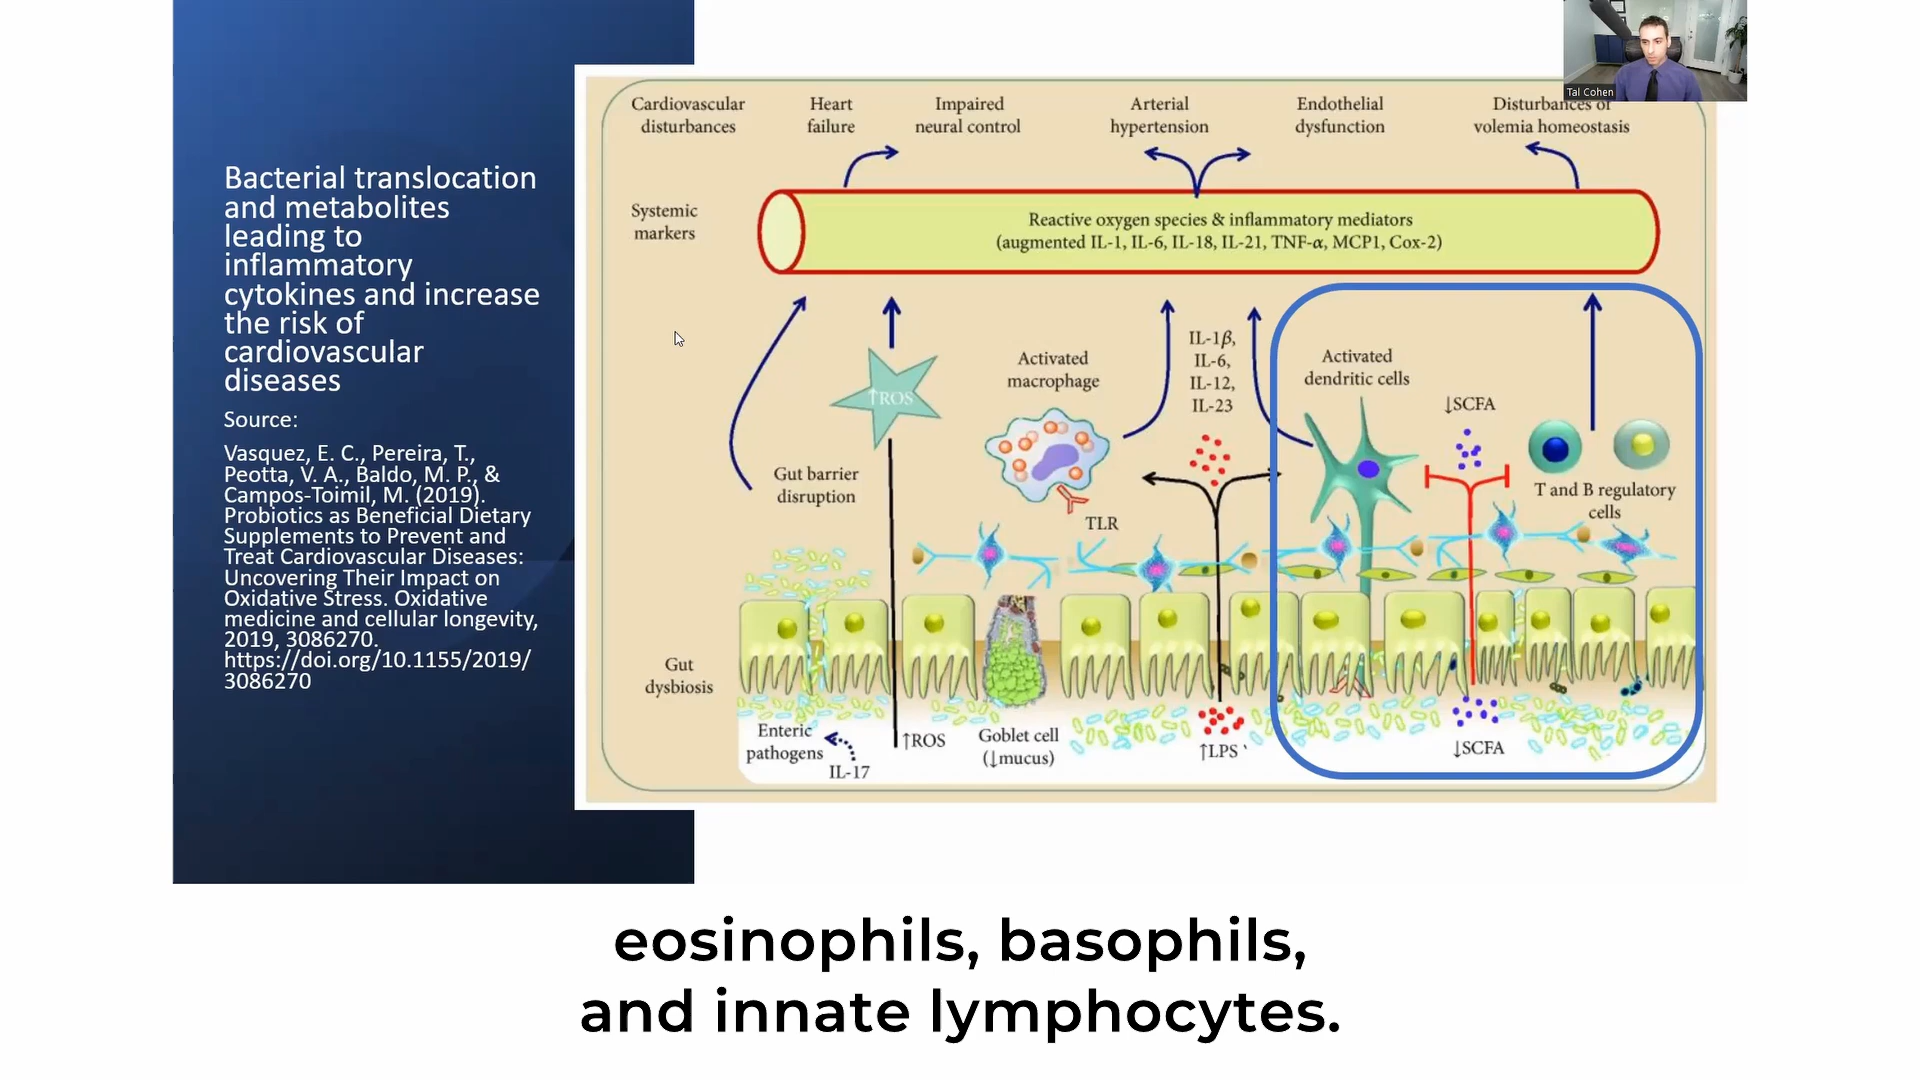 Bacterial translocation
and metabolites
leading to
inflammatory
cytokines and increase
the risk of
cardiovascular
diseases
Source:
Vasquez, E. C., Pereira, T.,
Peotta, V. A., Baldo, M. P., &
Campos-Toimil, M. (2019).
Probiotics as Beneficial Dietary
Supplements to Prevent and
Treat Cardiovascular Diseases:
Uncovering Their Impact on
Oxidative Stress. Oxidative
medicine and cellular longevity,
2019, 3086270.
https://doi.org/10.1155/2019/
3086270
Tal Cohen
Cardiovascular
disturbances
Heart
failure
Impaired
neural control
Arterial
hypertension
Endothelial
dysfunction
Disturbances of
volemia homeostasis
Systemic
markers
Reactive oxygen species & inflammatory mediators
(augmented IL-1, IL-6, IL-18, IL-21, TNF-α, MCP1, Cox-2)
↑ROS
Gut barrier
disruption
Activated
macrophage
TLR
IL-1β,
IL-6,
IL-12,
IL-23
Activated
dendritic cells
↓SCFA
T and B regulatory
cells
Gut
dysbiosis
Enteric
pathogens
IL-17
↑ROS
Goblet cell
(↓mucus)
↑LPS
↓SCFA
eosinophils, basophils,
and innate lymphocytes.